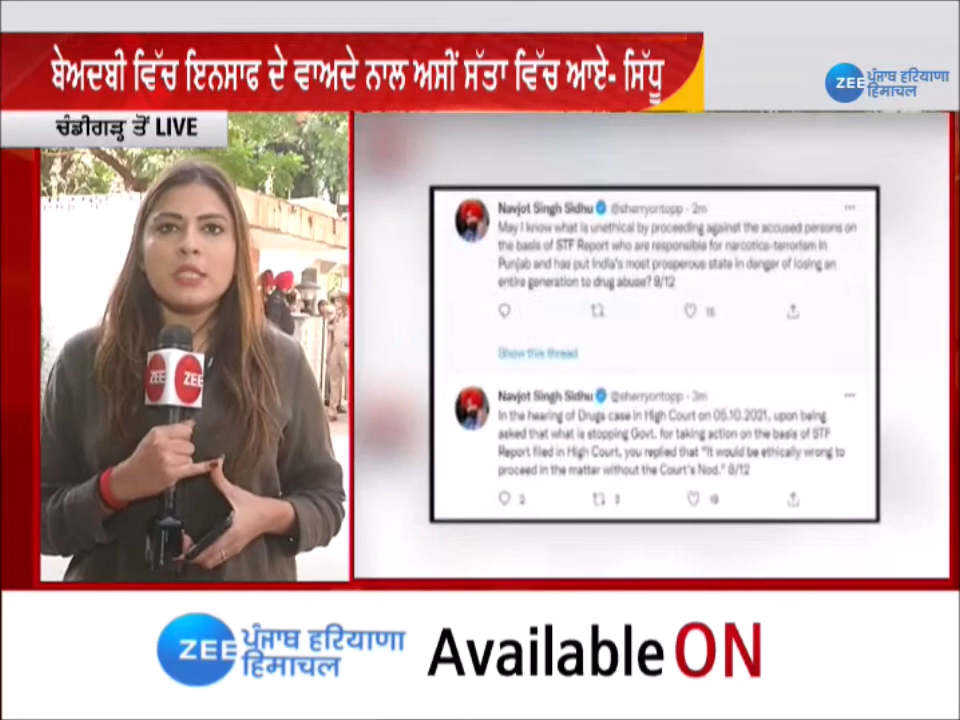 ਬੇਅਦਬੀ ਵਿੱਚ ਇਨਸਾਫ ਦੇ ਵਾਅਦੇ ਨਾਲ ਅਸੀਂ ਸੱਤਾ ਵਿੱਚ ਆਏ- ਸਿੱਧੂ
ZEE ਪੰਜਾਬ ਹਰਿਆਣਾ
ਹਿਮਾਚਲ
ਚੰਡੀਗੜ੍ਹ ਤੋਂ LIVE
Navjot Singh Sidhu @sherryontopp · 2m
May I know what is unethical by proceeding against the accused persons on
the basis of STF Report who are responsible for narcotics-terrorism in
Punjab and has put India's most prosperous state in danger of losing an
entire generation to drug abuse? 9/12
Show this thread
Navjot Singh Sidhu @sherryontopp · 3m
In the hearing of Drugs case in High Court on 05.10.2021, upon being
asked that what is stopping Govt. for taking action on the basis of STF
Report filed in High Court, you replied that "It would be ethically wrong to
proceed in the matter without the Court's Nod." 8/12
2 3 19
ZEE ZEE
ZEE ਪੰਜਾਬ ਹਰਿਆਣਾ
ਹਿਮਾਚਲ
Available ON